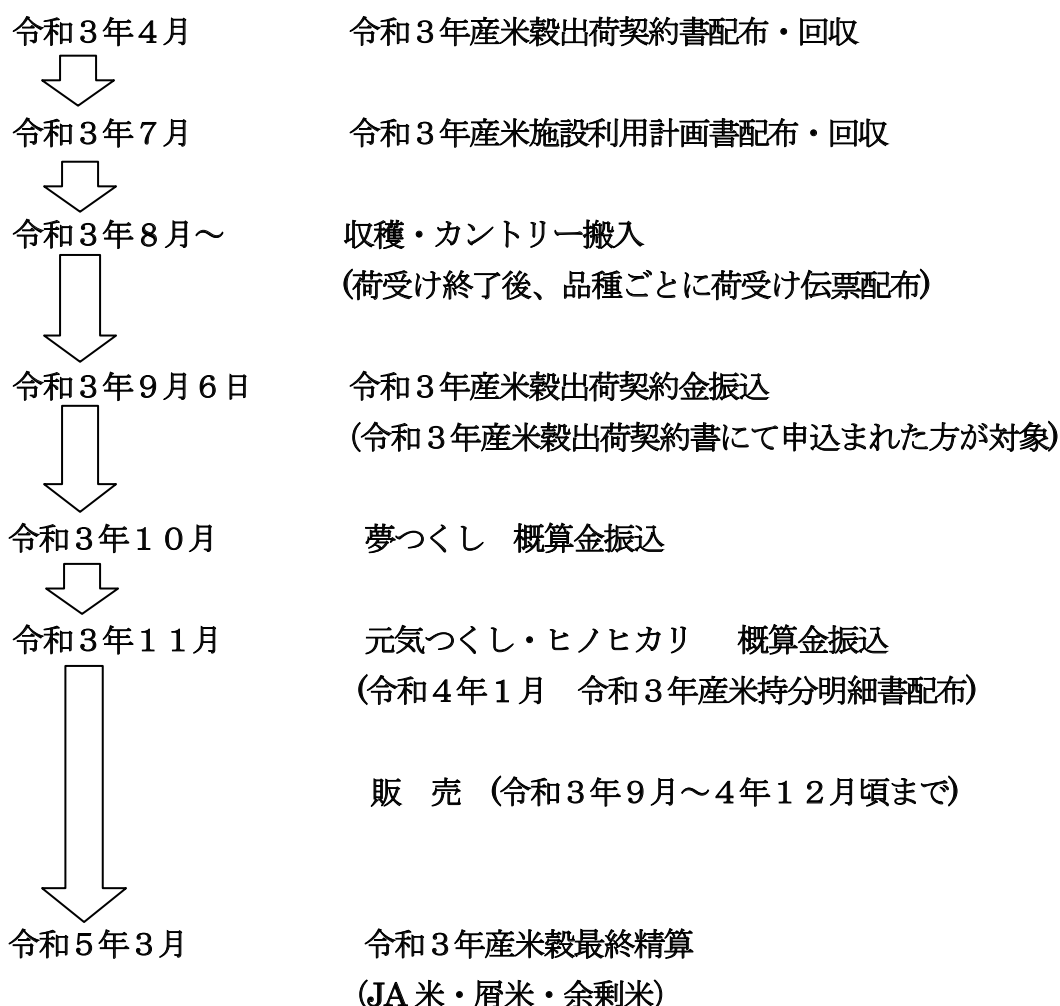 令和３年４月　令和３年産米穀出荷契約書配布・回収
令和３年７月　令和３年産米施設利用計画書配布・回収
令和３年８月～　収穫・カントリー搬入
(荷受け終了後、品種ごとに荷受け伝票配布)
令和３年９月６日　令和３年産米穀出荷契約金振込
(令和３年産米穀出荷契約書にて申込まれた方が対象)
令和３年１０月　夢つくし　概算金振込
令和３年１１月　元気つくし・ヒノヒカリ　概算金振込
(令和４年１月　令和３年産米持分明細書配布)
販　売　(令和３年９月～４年１２月頃まで)
令和５年３月　令和３年産米穀最終精算
(JA 米・屑米・余剰米)